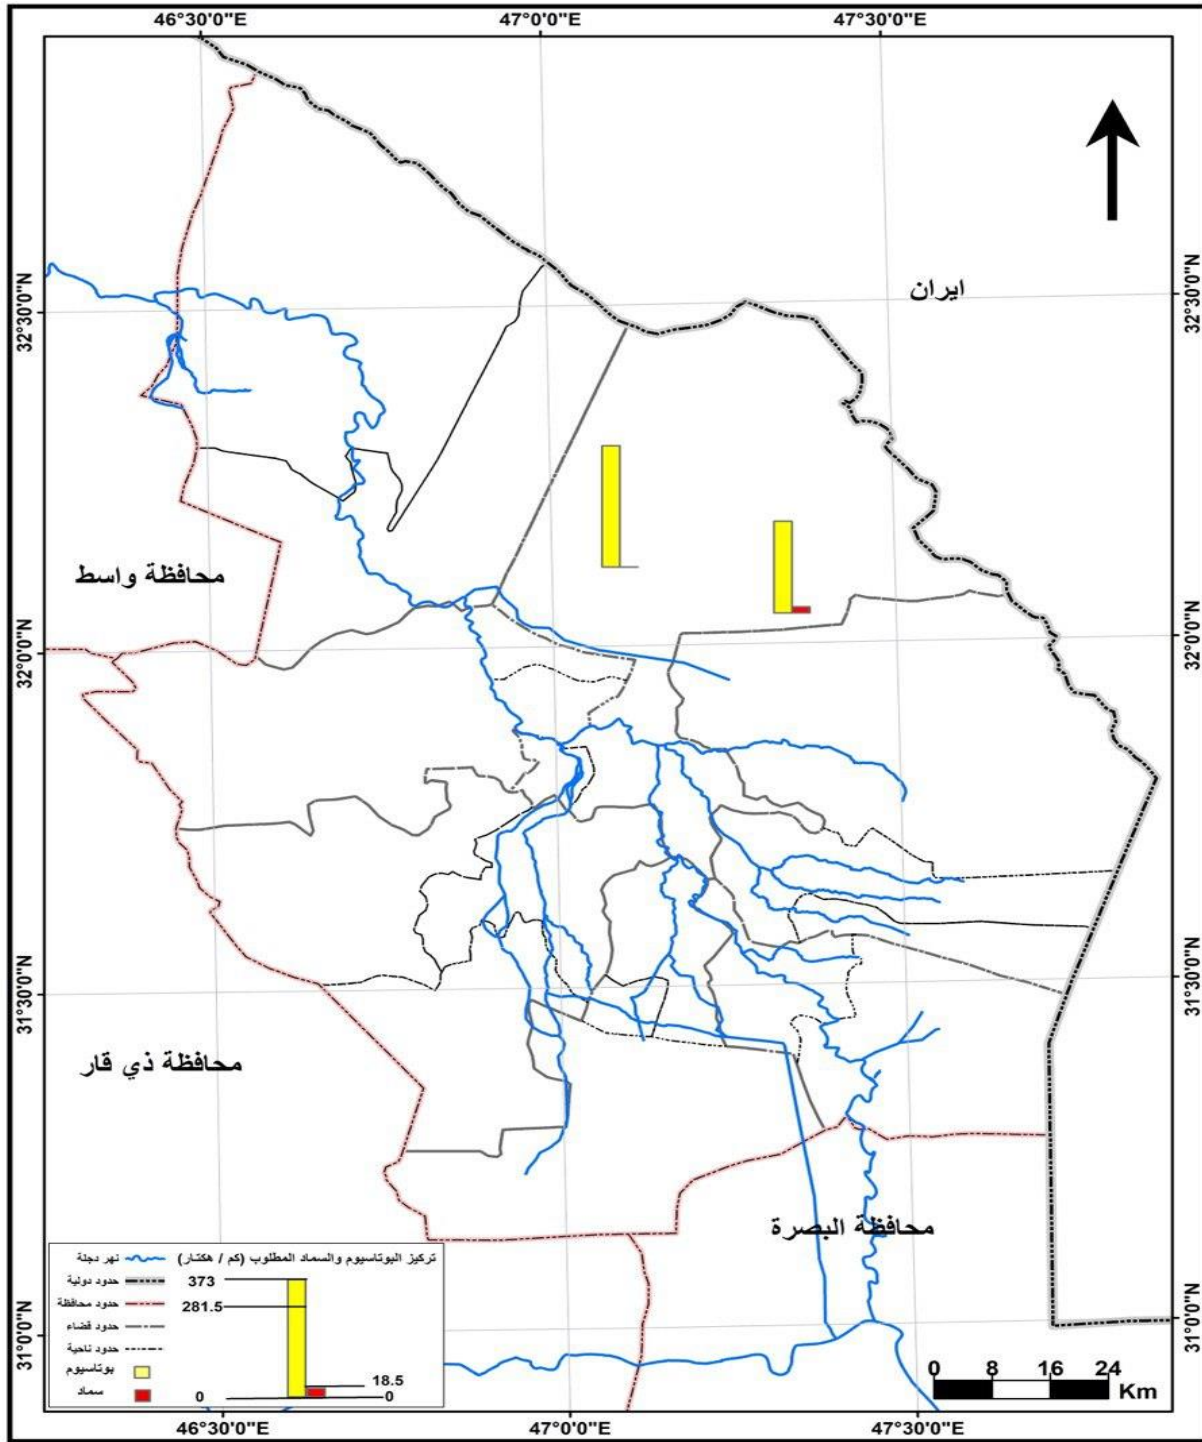 46°30'0"E
47°0'0"E
47°30'0"E
32°30'0"N
32°30'0"N
ايران
محافظة واسط
32°0'0"N
32°0'0"N
31°30'0"N
31°30'0"N
محافظة ذي قار
محافظة البصرة
31°0'0"N
31°0'0"N
تركيز البوتاسيوم والسماد المطلوب (كم / هكتار)
نهر دجلة
حدود دولية
حدود محافظة
حدود قضاء
حدود ناحية
بوتاسيوم
سماد
373
281.5
0
18.5
0
0 8 16 24
Km
46°30'0"E
47°0'0"E
47°30'0"E